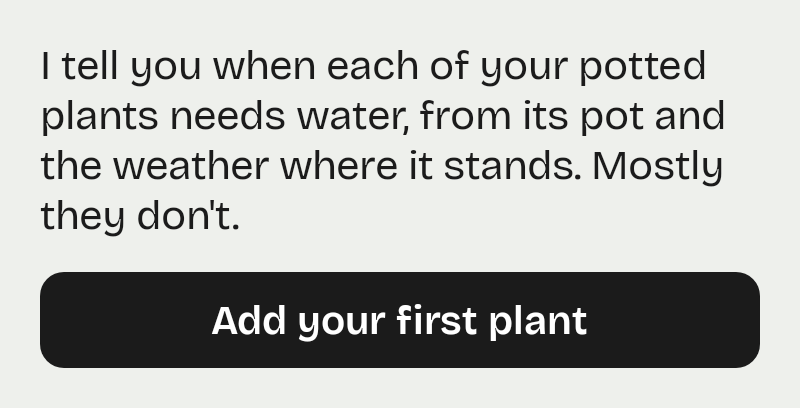 I tell you when each of your potted
plants needs water, from its pot and
the weather where it stands. Mostly
they don't.
Add your first plant